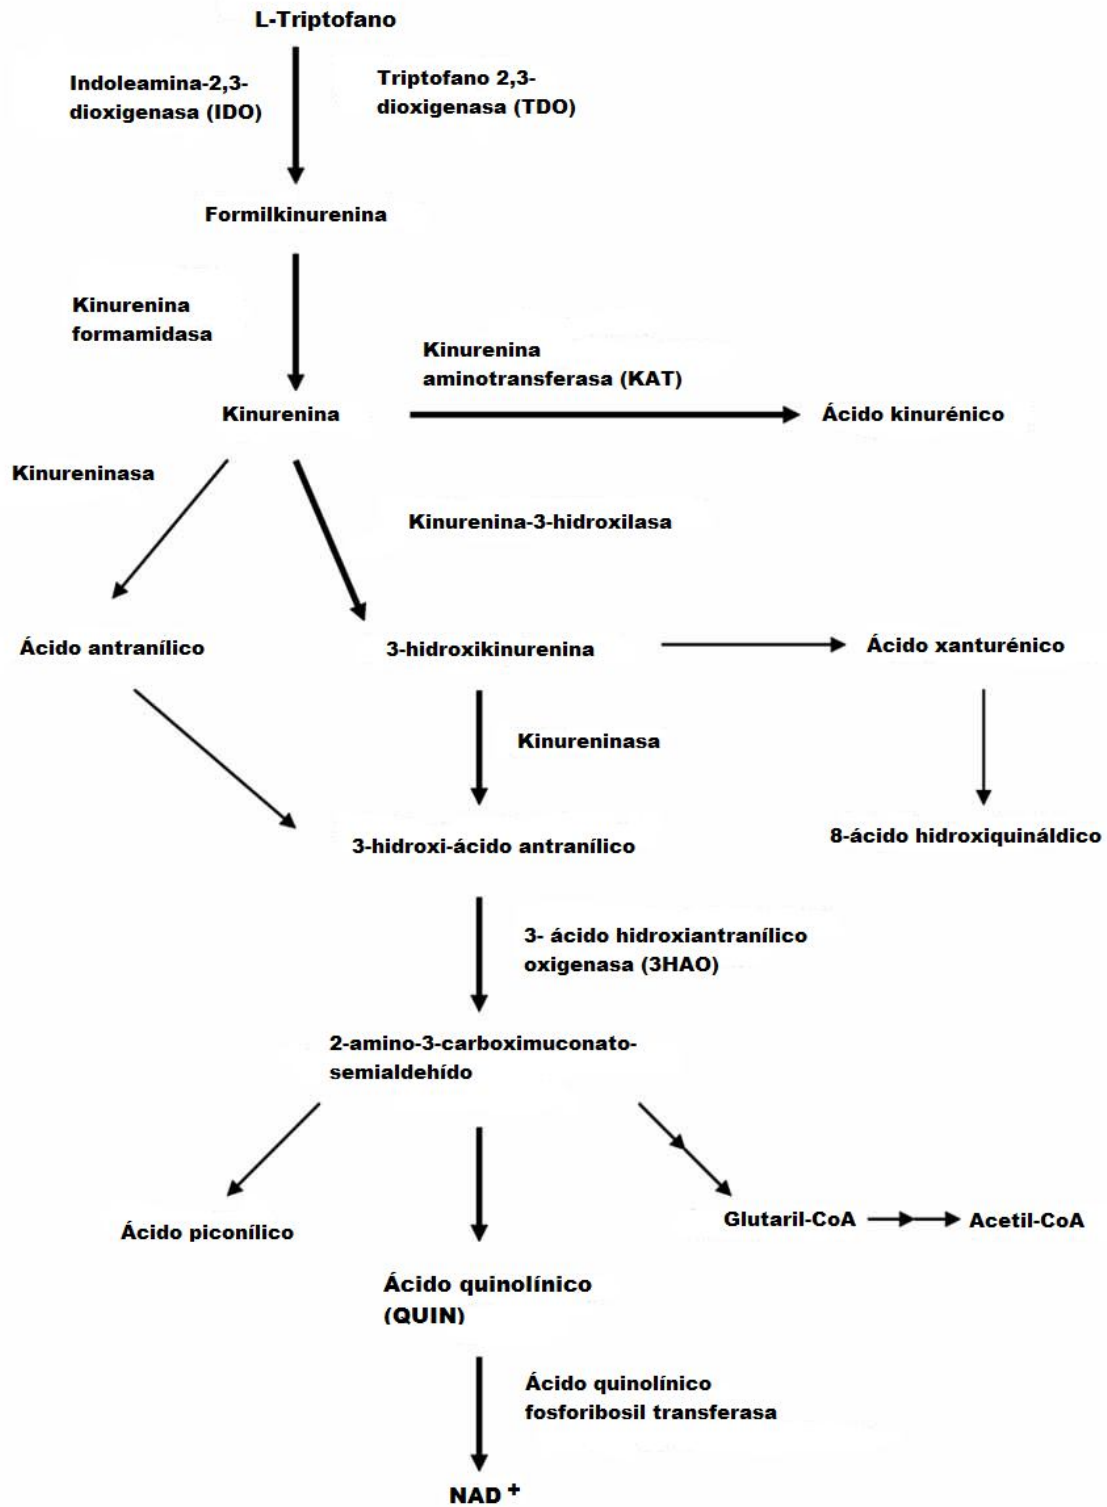 L-Triptofano
Indoleamina-2,3-
dioxigenasa (IDO)
Triptofano 2,3-
dioxigenasa (TDO)
Formilkinurenina
Kinurenina
formamidasa
Kinurenina
aminotransferasa (KAT)
Kinurenina
Ácido kinurénico
Kinureninasa
Kinurenina-3-hidroxilasa
Ácido antranílico
3-hidroxikinurenina
Ácido xanturénico
Kinureninasa
3-hidroxi-ácido antranílico
8-ácido hidroxiquináldico
3- ácido hidroxiantranílico
oxigenasa (3HAO)
2-amino-3-carboximuconato-
semialdehído
Ácido piconílico
Glutaril-CoA
Acetil-CoA
Ácido quinolínico
(QUIN)
Ácido quinolínico
fosforibosil transferasa
NAD +